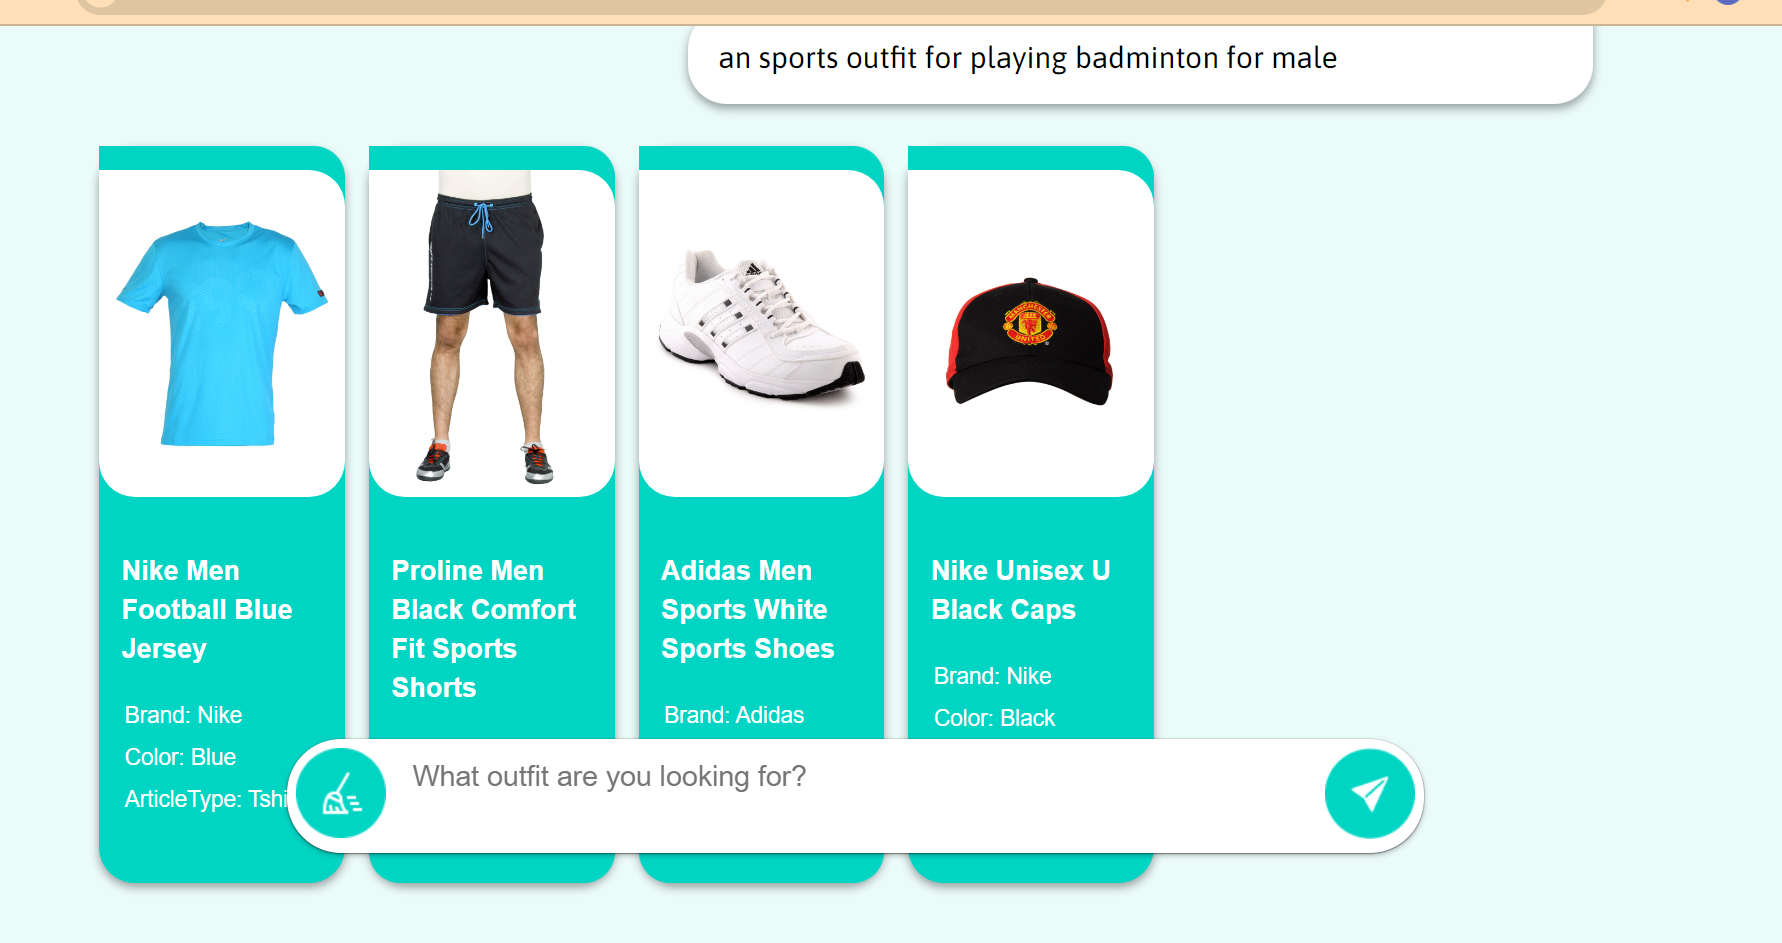 an sports outfit for playing badminton for male
MANCHESTER
UNITED
Nike Men
Football Blue
Jersey
Brand: Nike
Color: Blue
ArticleType: Tshi
Proline Men
Black Comfort
Fit Sports
Shorts
Adidas Men
Sports White
Sports Shoes
Brand: Adidas
Nike Unisex U
Black Caps
Brand: Nike
Color: Black
What outfit are you looking for?